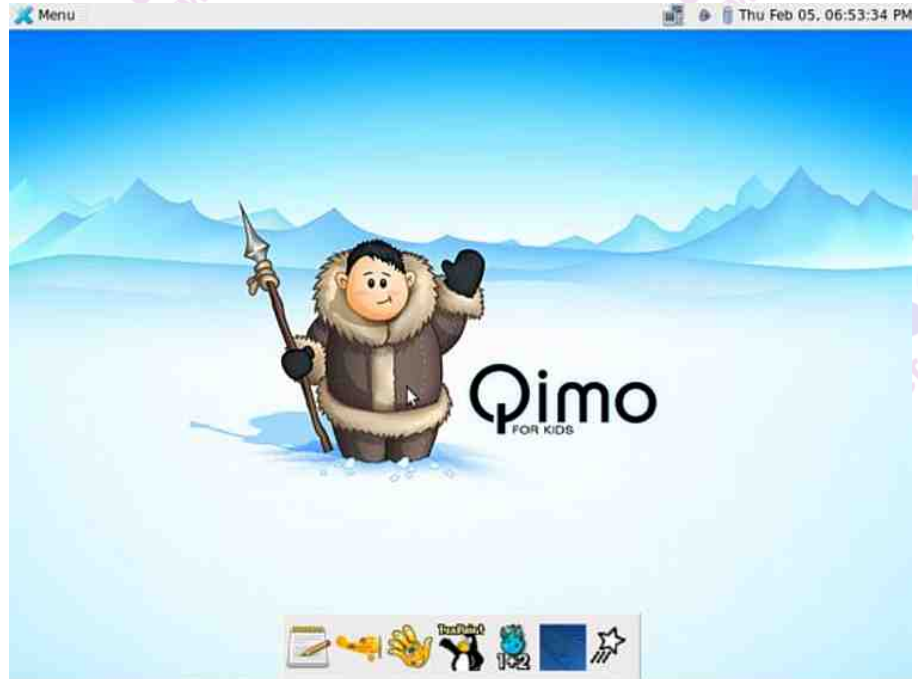 Menu
Thu Feb 05, 06:53:34 PM
Qimo
FOR KIDS
TuxPaint
1+2